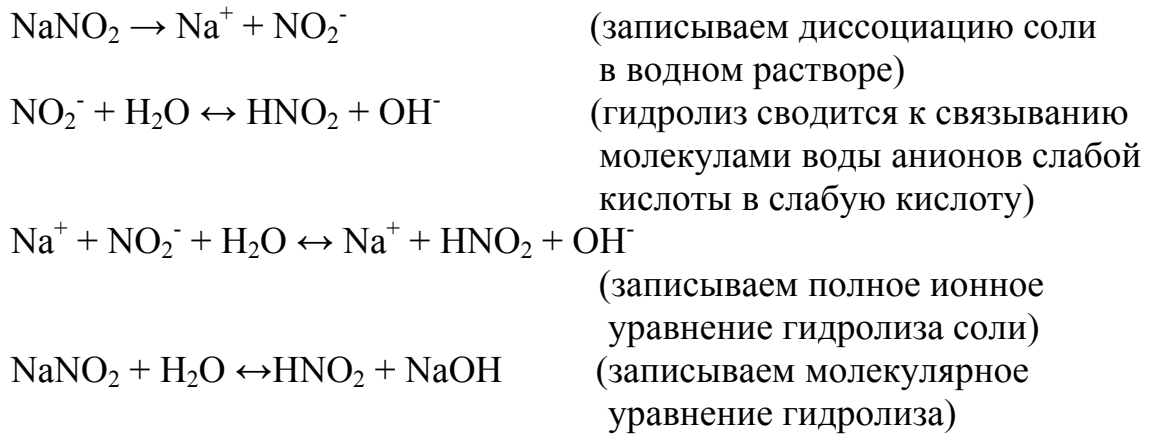 NaNO₂ → Na⁺ + NO₂⁻ (записываем диссоциацию соли
в водном растворе)
NO₂⁻ + H₂O ↔ HNO₂ + OH⁻ (гидролиз сводится к связыванию
молекулами воды анионов слабой
кислоты в слабую кислоту)
Na⁺ + NO₂⁻ + H₂O ↔ Na⁺ + HNO₂ + OH⁻
(записываем полное ионное
уравнение гидролиза соли)
NaNO₂ + H₂O ↔HNO₂ + NaOH (записываем молекулярное
уравнение гидролиза)